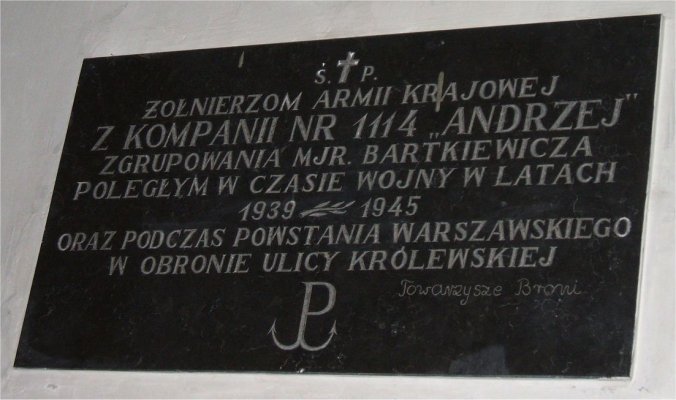 Ś. P.
ŻOŁNIERZOM ARMII KRAJOWEJ
Z KOMPANII NR 1114 „ANDRZEJ"
ZGRUPOWANIA MJR. BARTKIEWICZA
POLEGŁYM W CZASIE WOJNY W LATACH
1939 1945
ORAZ PODCZAS POWSTANIA WARSZAWSKIEGO
W OBRONIE ULICY KRÓLEWSKIEJ
Towarzysze Broni